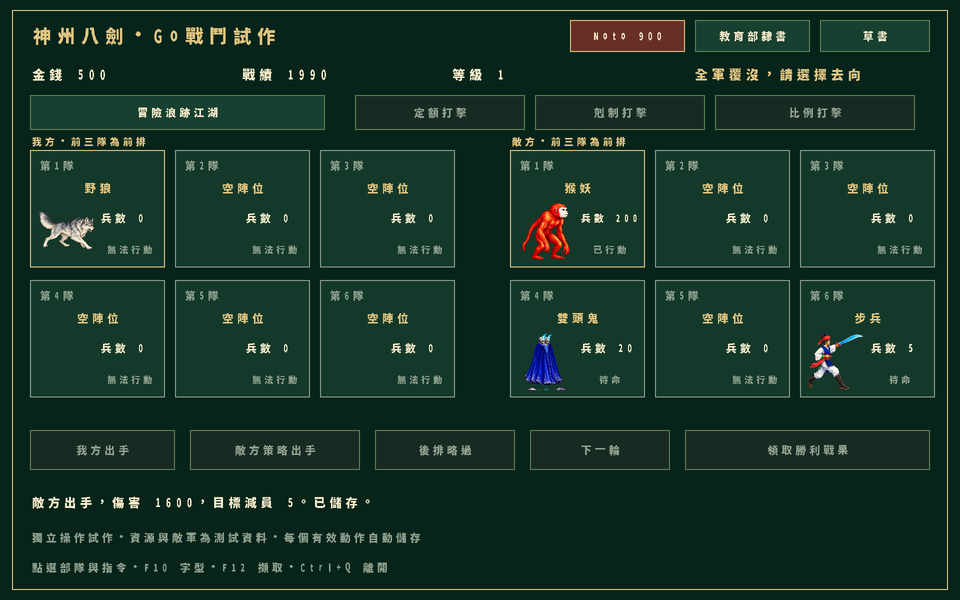 神州八劍・GO戰鬥試作
Noto 900
教育部隸書
草書
金錢 500
戰績 1990
等級 1
全軍覆沒，請選擇去向
冒險浪跡江湖
定額打擊
剋制打擊
比例打擊
我方・前三隊為前排
敵方・前三隊為前排
第1隊
野狼
兵數 0
無法行動
第2隊
空陣位
兵數 0
無法行動
第3隊
空陣位
兵數 0
無法行動
第1隊
猴妖
兵數 200
已行動
第2隊
空陣位
兵數 0
無法行動
第3隊
空陣位
兵數 0
無法行動
第4隊
空陣位
兵數 0
無法行動
第5隊
空陣位
兵數 0
無法行動
第6隊
空陣位
兵數 0
無法行動
第4隊
雙頭鬼
兵數 20
待命
第5隊
空陣位
兵數 0
無法行動
第6隊
步兵
兵數 5
待命
我方出手
敵方策略出手
後排略過
下一輪
領取勝利戰果
敵方出手，傷害 1600，目標減員 5。已儲存。
獨立操作試作・資源與敵軍為測試資料・每個有效動作自動儲存
點選部隊與指令・F10 字型・F12 擷取・Ctrl+Q 離開